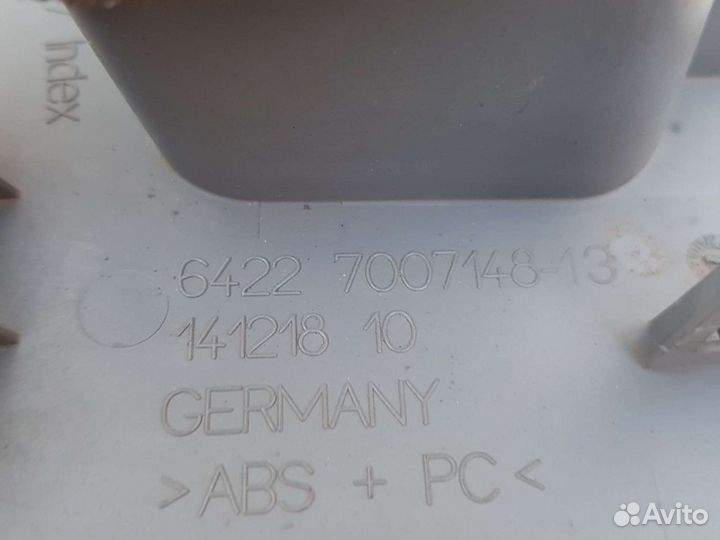 Index
6422 7007148-13
141218 10
GERMANY
>ABS + PC<
Avito